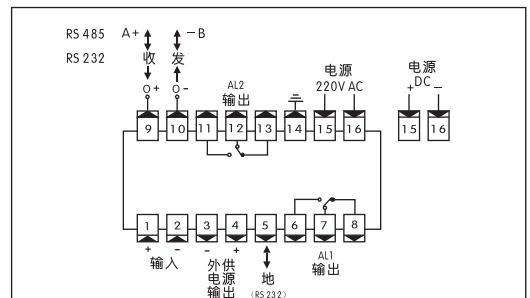 RS 485 A+ −B
RS 232 收 发
O+ O-
AL2
输出
电源
220V AC
电源
+ DC −
9 10 11 12 13 14 15 16 15 16
1 2 3 4 5 6 7 8
+ − − +
输入
外供
电源
输出
地
(RS 232)
AL1
输出